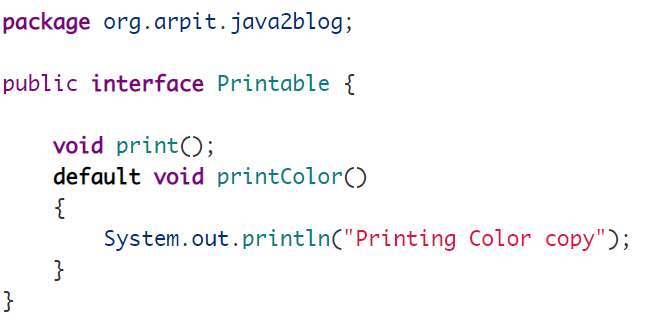 package org.arpit.java2blog;
public interface Printable {
void print();
default void printColor()
{
System.out.println("Printing Color copy");
}
}